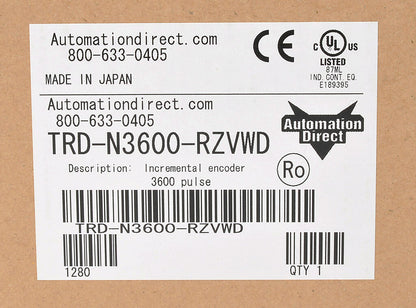 Automationdirect.com
800-633-0405
MADE IN JAPAN
CE
c UL US
LISTED
87ML
IND. CONT. EQ.
E189395
Automationdirect.com
800-633-0405
TRD-N3600-RZVWD
Description: Incremental encoder
3600 pulse
Ro
Automation
Direct
TRD-N3600-RZVWD
1280
QTY 1